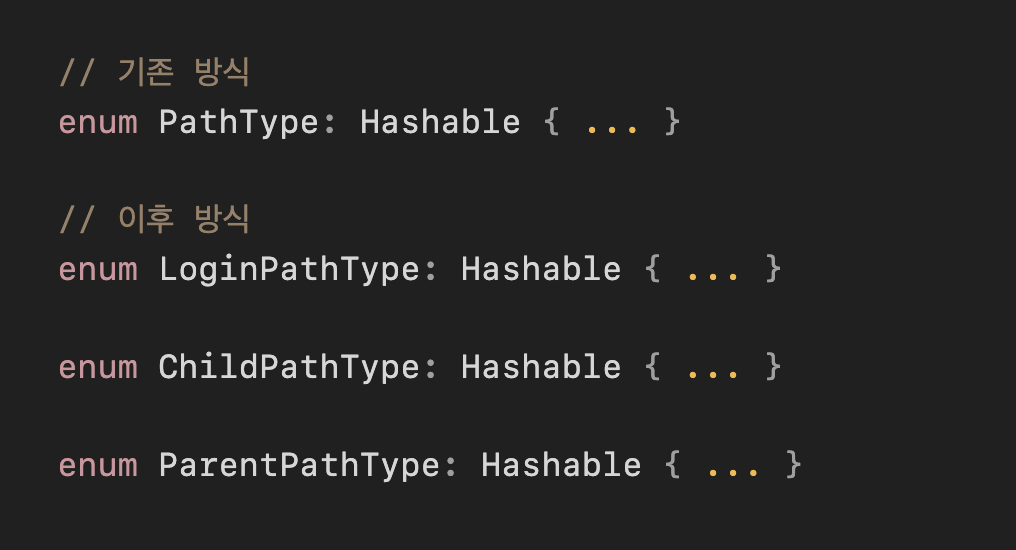 // 기존 방식
enum PathType: Hashable { ... }
// 이후 방식
enum LoginPathType: Hashable { ... }
enum ChildPathType: Hashable { ... }
enum ParentPathType: Hashable { ... }